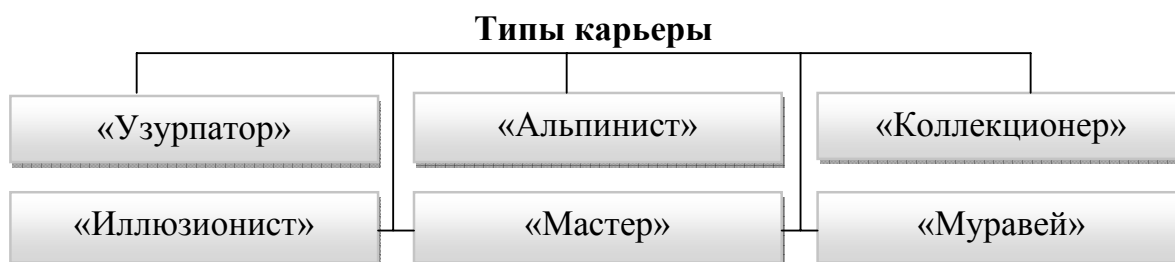 Типы карьеры
«Узурпатор» «Альпинист» «Коллекционер»
«Иллюзионист» «Мастер» «Муравей»